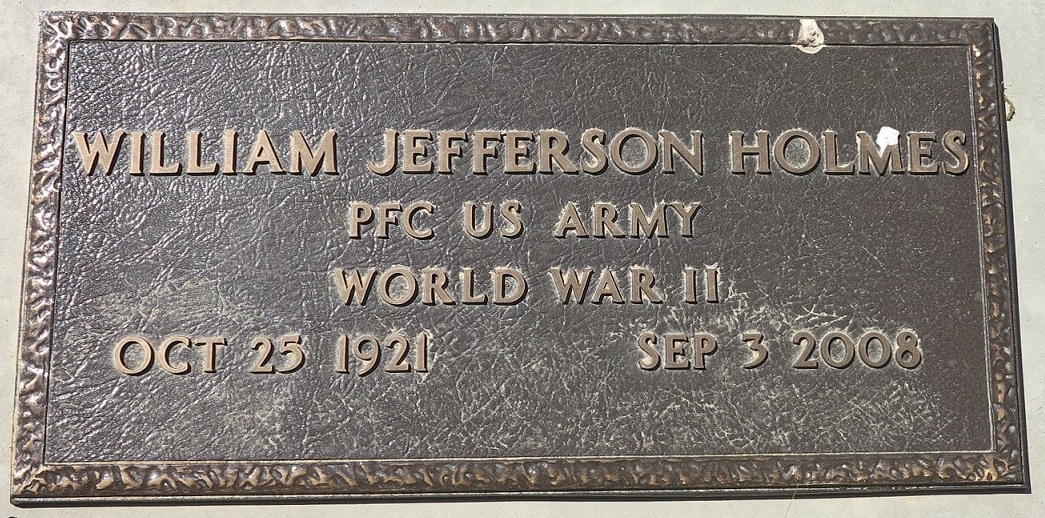 WILLIAM JEFFERSON HOLMES
PFC US ARMY
WORLD WAR II
OCT 25 1921 SEP 3 2008